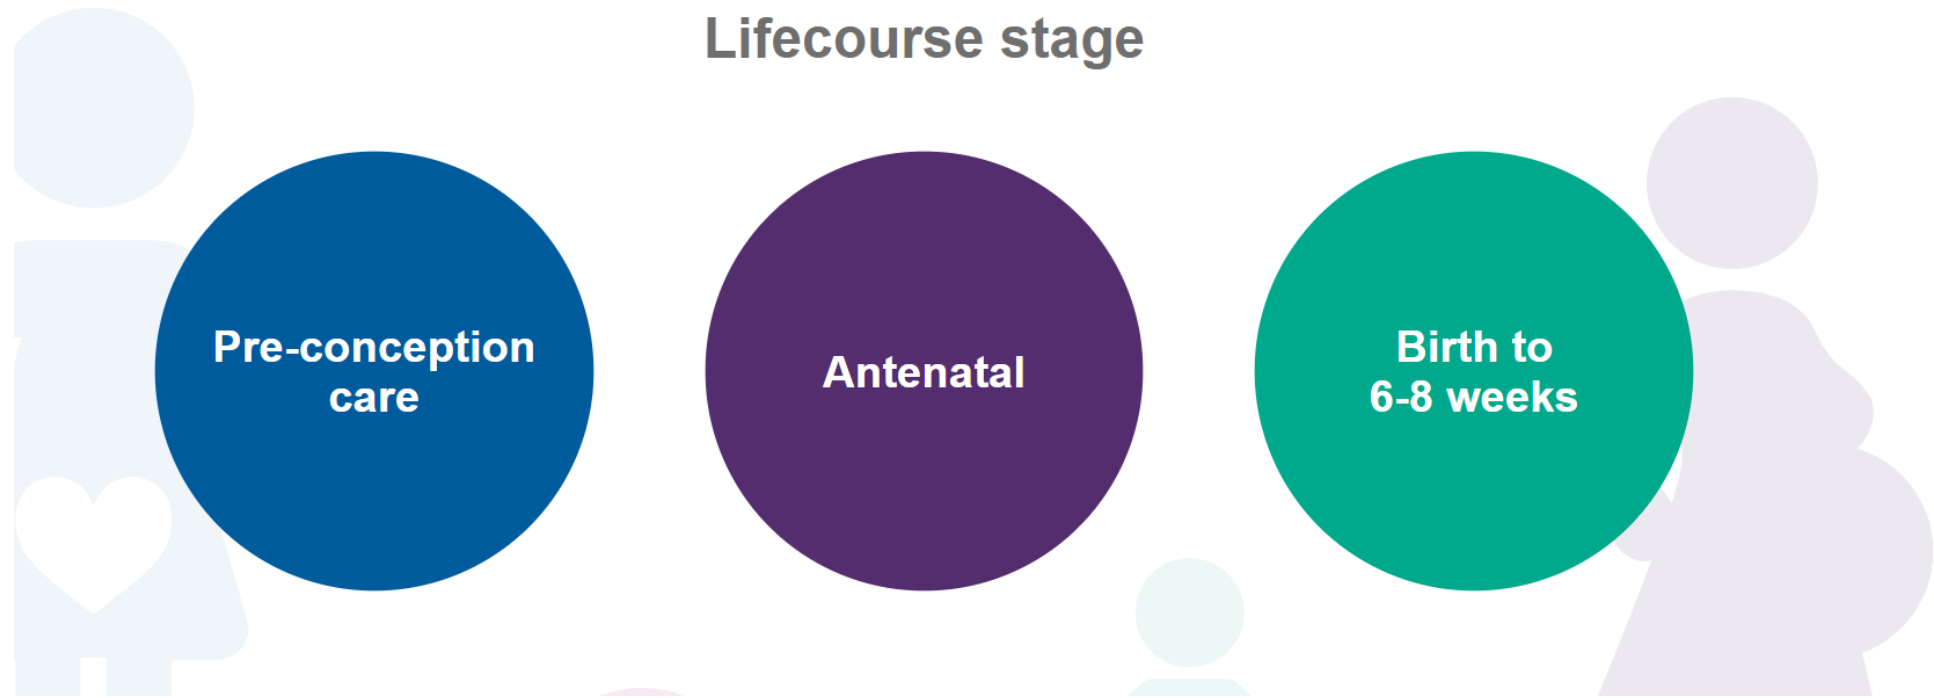 Lifecourse stage
Pre-conception
care
Antenatal
Birth to
6-8 weeks